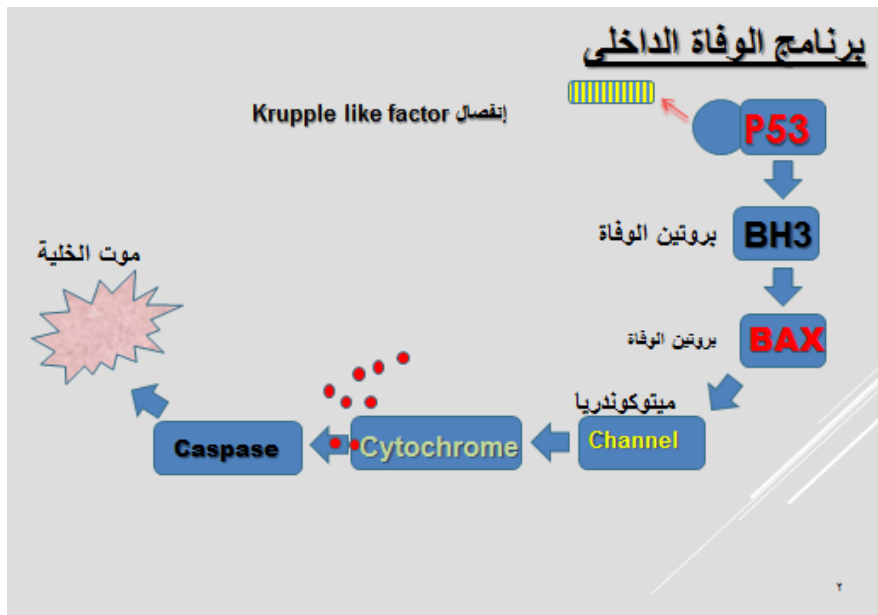 برنامج الوفاة الداخلى
إنفصال Krupple like factor
P53
BH3
بروتين الوفاة
BAX
بروتين الوفاة
ميتوكوندريا
Channel
Cytochrome
Caspase
موت الخلية
٢